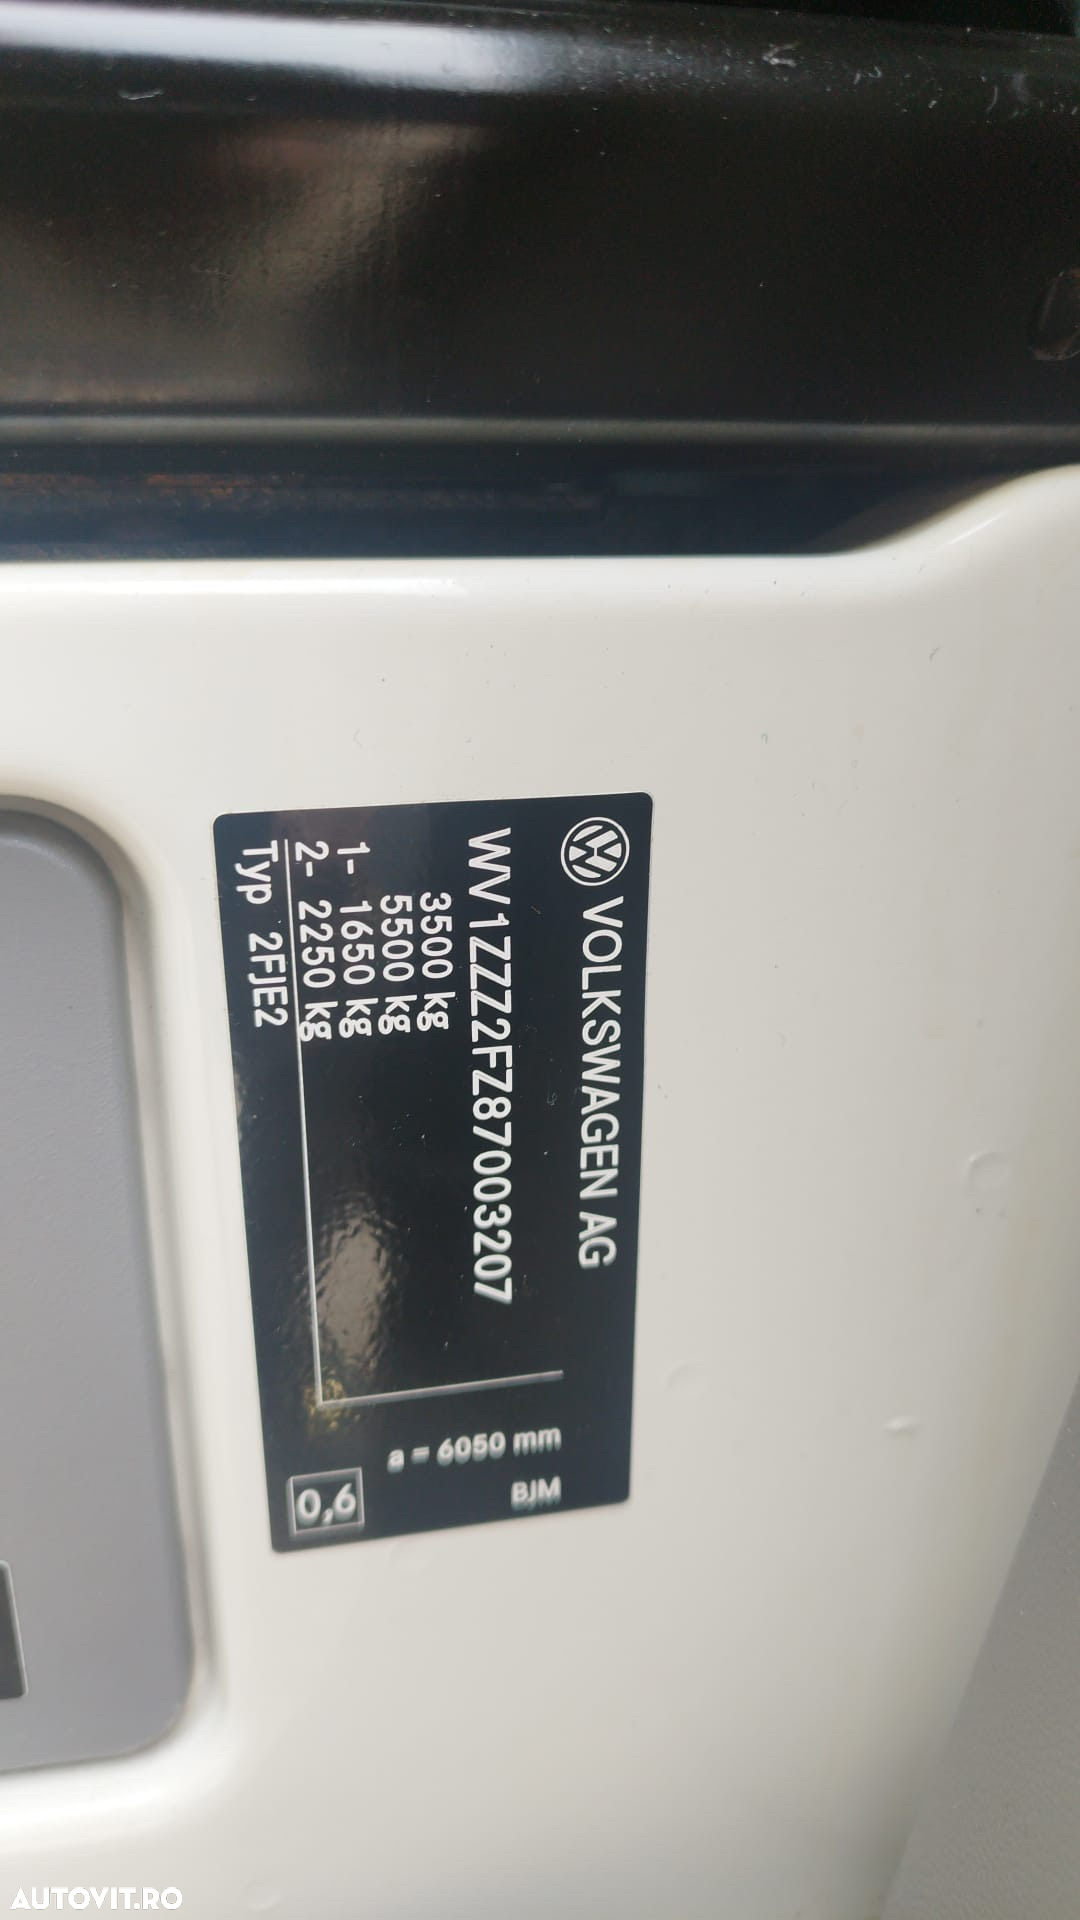 VOLKSWAGEN AG
WV1ZZZ2FZ87003207
3500 kg
5500 kg
1- 1650 kg
2- 2250 kg
Typ 2FJE2
a = 6050 mm
BJM
0,6
AUTOVIT.RO